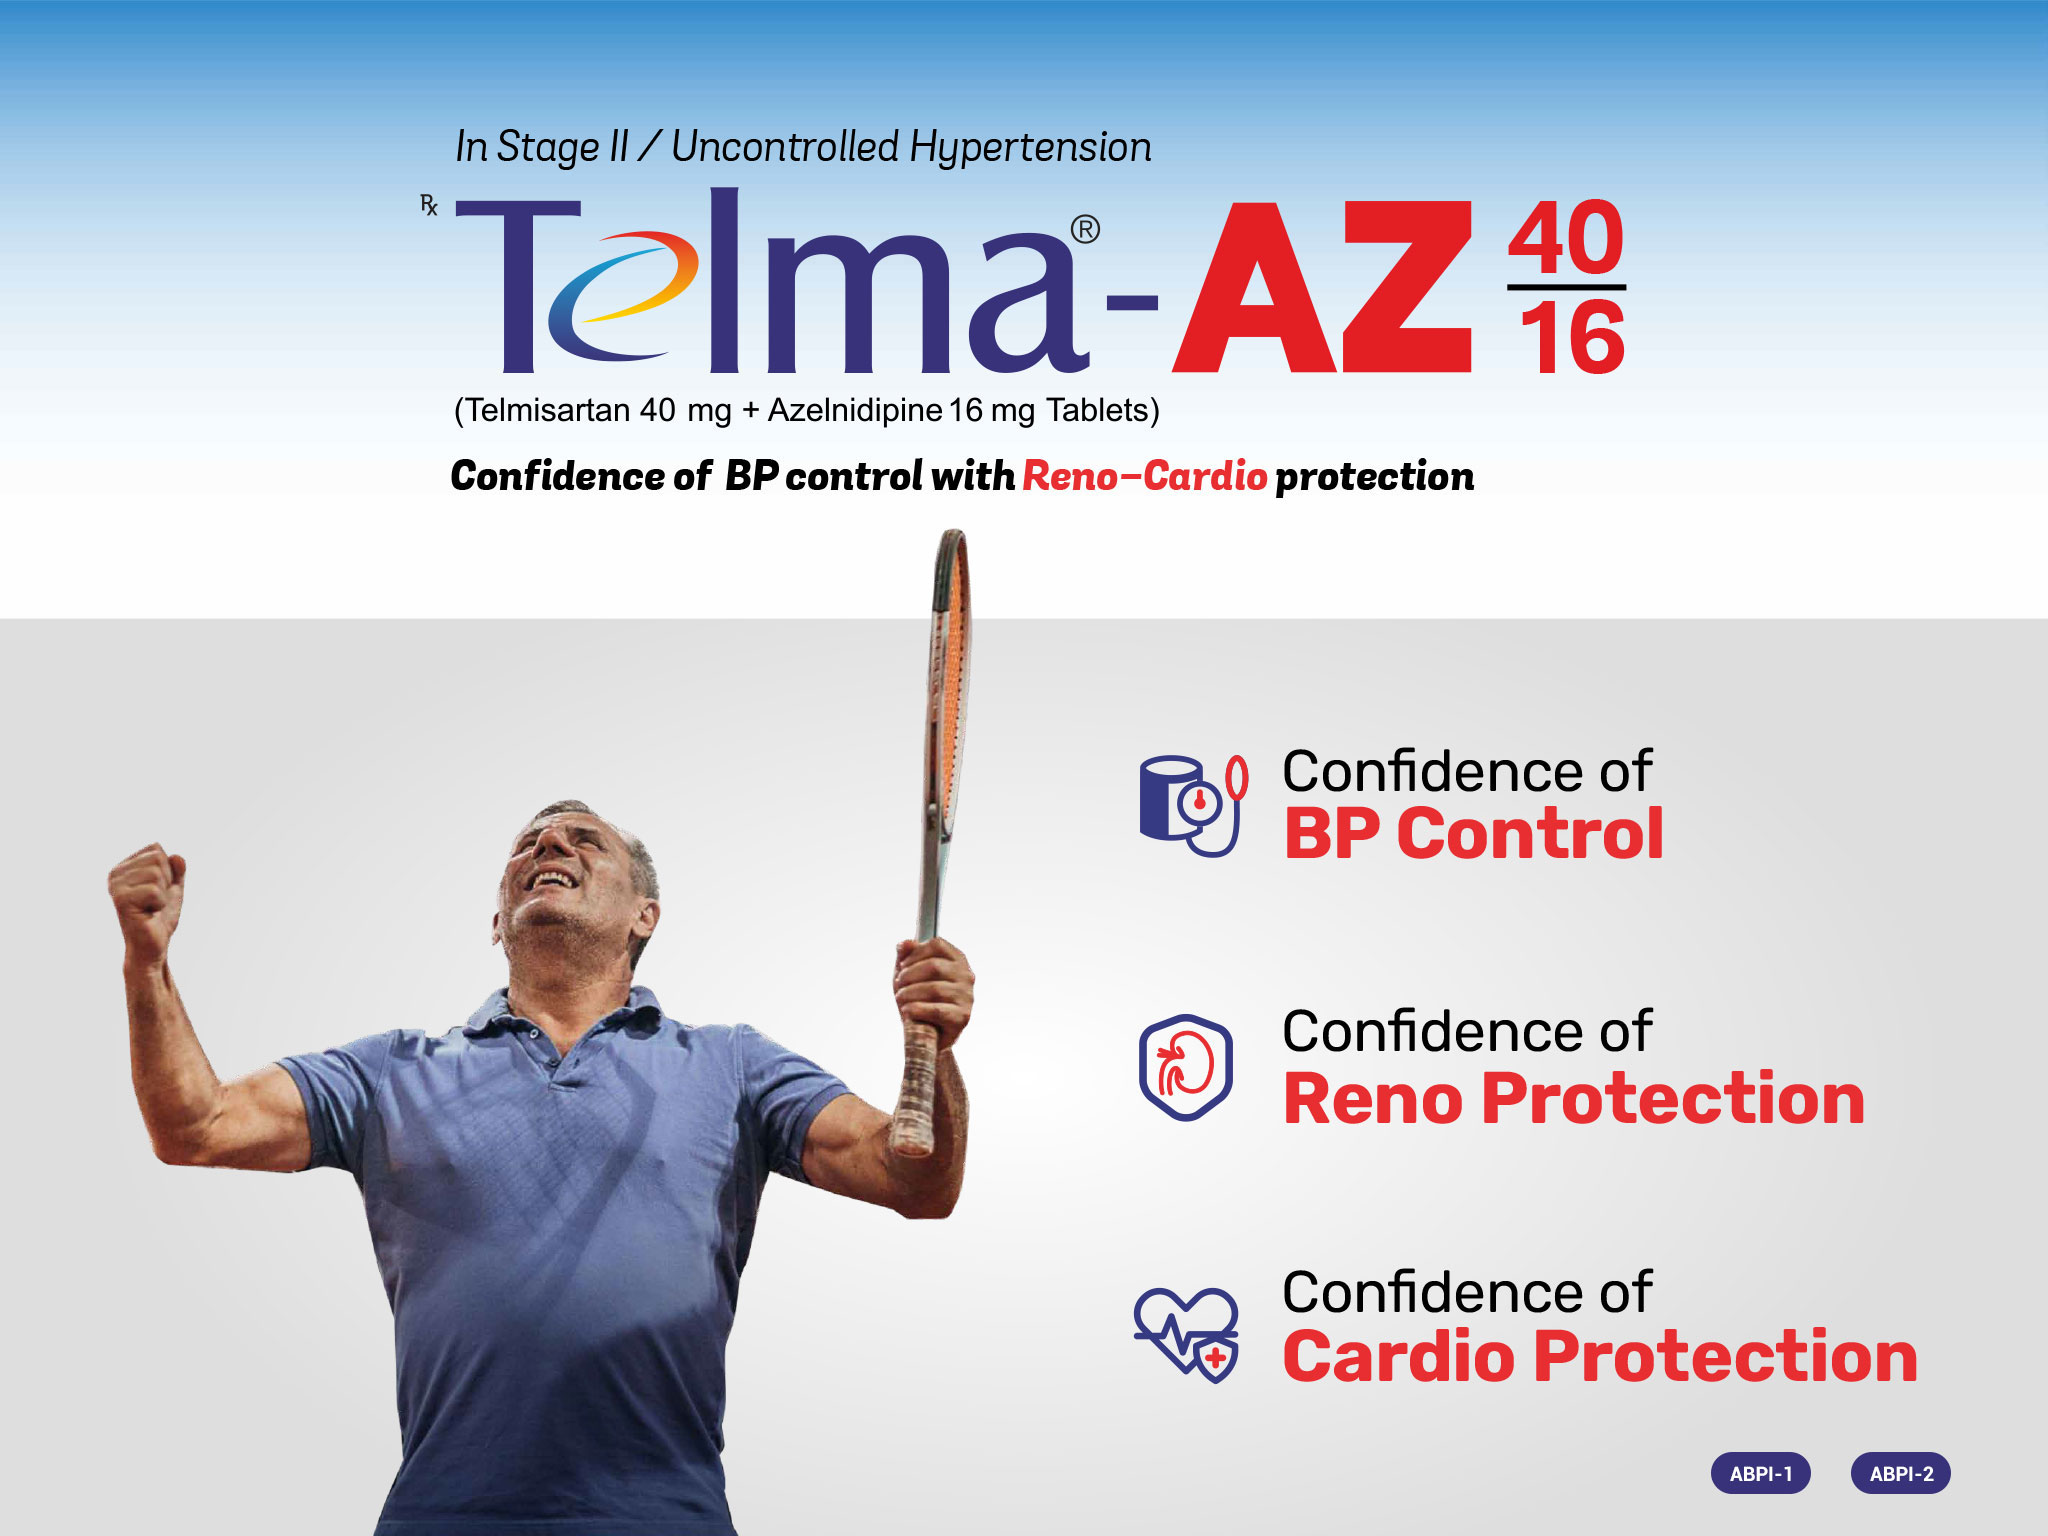 In Stage II / Uncontrolled Hypertension
Rx Telma®-AZ 40/16
(Telmisartan 40 mg + Azelnidipine 16 mg Tablets)
Confidence of BP control with Reno-Cardio protection
Confidence of
BP Control
Confidence of
Reno Protection
Confidence of
Cardio Protection
ABPI-1 ABPI-2